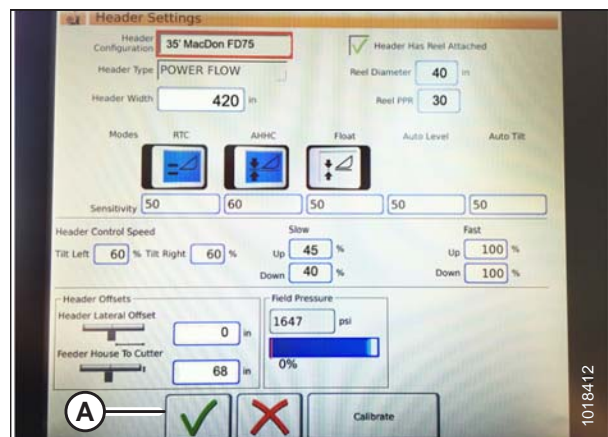 Header Settings
Header Configuration 35' MacDon FD75
Header Has Reel Attached
Header Type POWER FLOW
Reel Diameter 40 in
Header Width 420 in
Reel PPR 30
Modes RTC AHHC Float Auto Level Auto Tilt
Sensitivity 50 60 50 50 50
Header Control Speed Slow Fast
Tilt Left 60 % Tilt Right 60 % Up 45 % Up 100 %
Down 40 % Down 100 %
Header Offsets Field Pressure
Header Lateral Offset
0 in 1647 psi
Feeder House To Cutter
68 in 0%
A
Calibrate
1018412